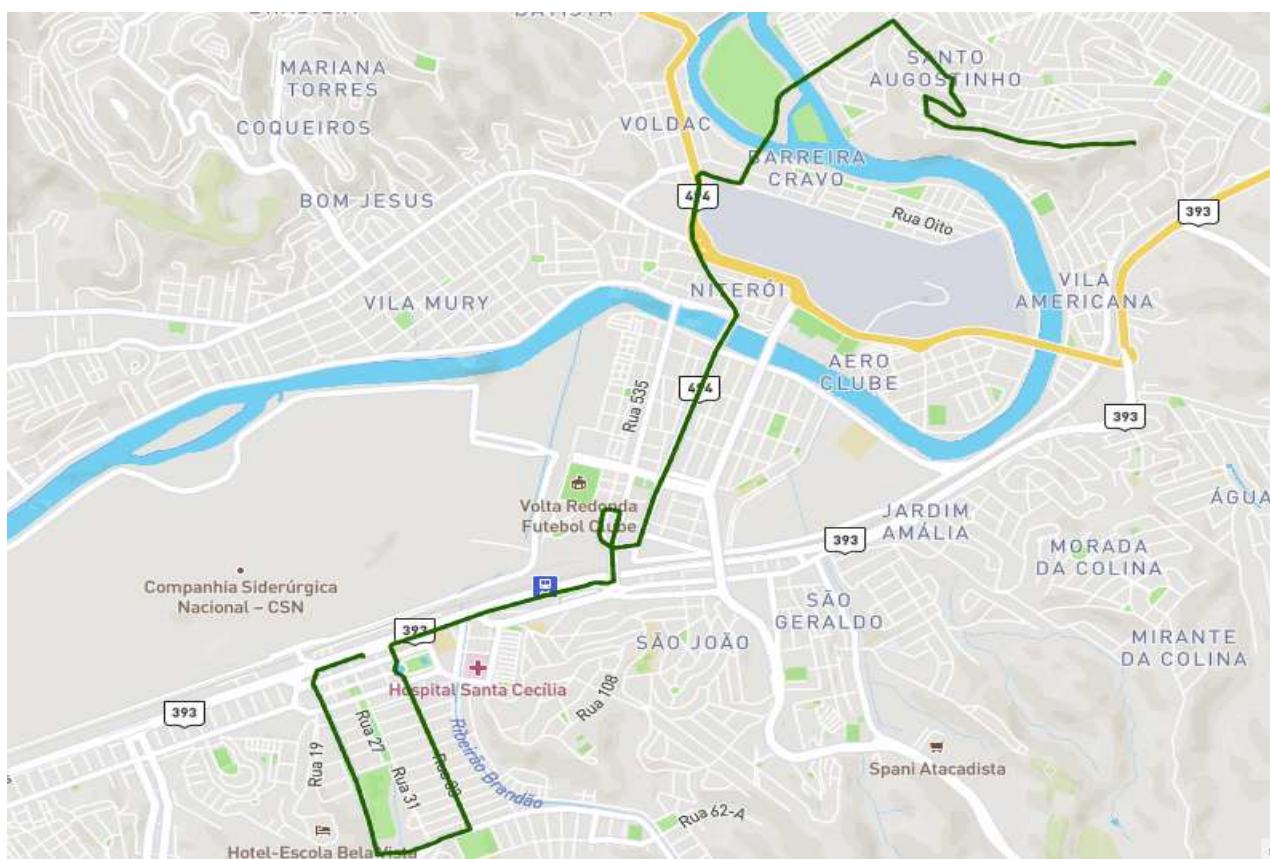 SANTO
AUGOSTINHO
MARIANA
TORRES
COQUEIROS
VOLDAC
BARREIRA
CRAVO
BOM JESUS
494
Rua Oito
393
VILA MURY
NITERÓI
VILA
AMERICANA
AERO
CLUBE
Rua 535
494
393
Volta Redonda
Futebol Clube
JARDIM
AMÁLIA
393
ÁGUA
MORADA
DA COLINA
Companhia Siderúrgica
Nacional – CSN
SÃO
GERALDO
393
SÃO JOÃO
MIRANTE
DA COLINA
Hospital Santa Cecília
Rua 108
393
Rua 27
Rua 19
Ribeirão Brandão
Rua 31
Spani Atacadista
Rua 62-A
Hotel-Escola Bela Vista